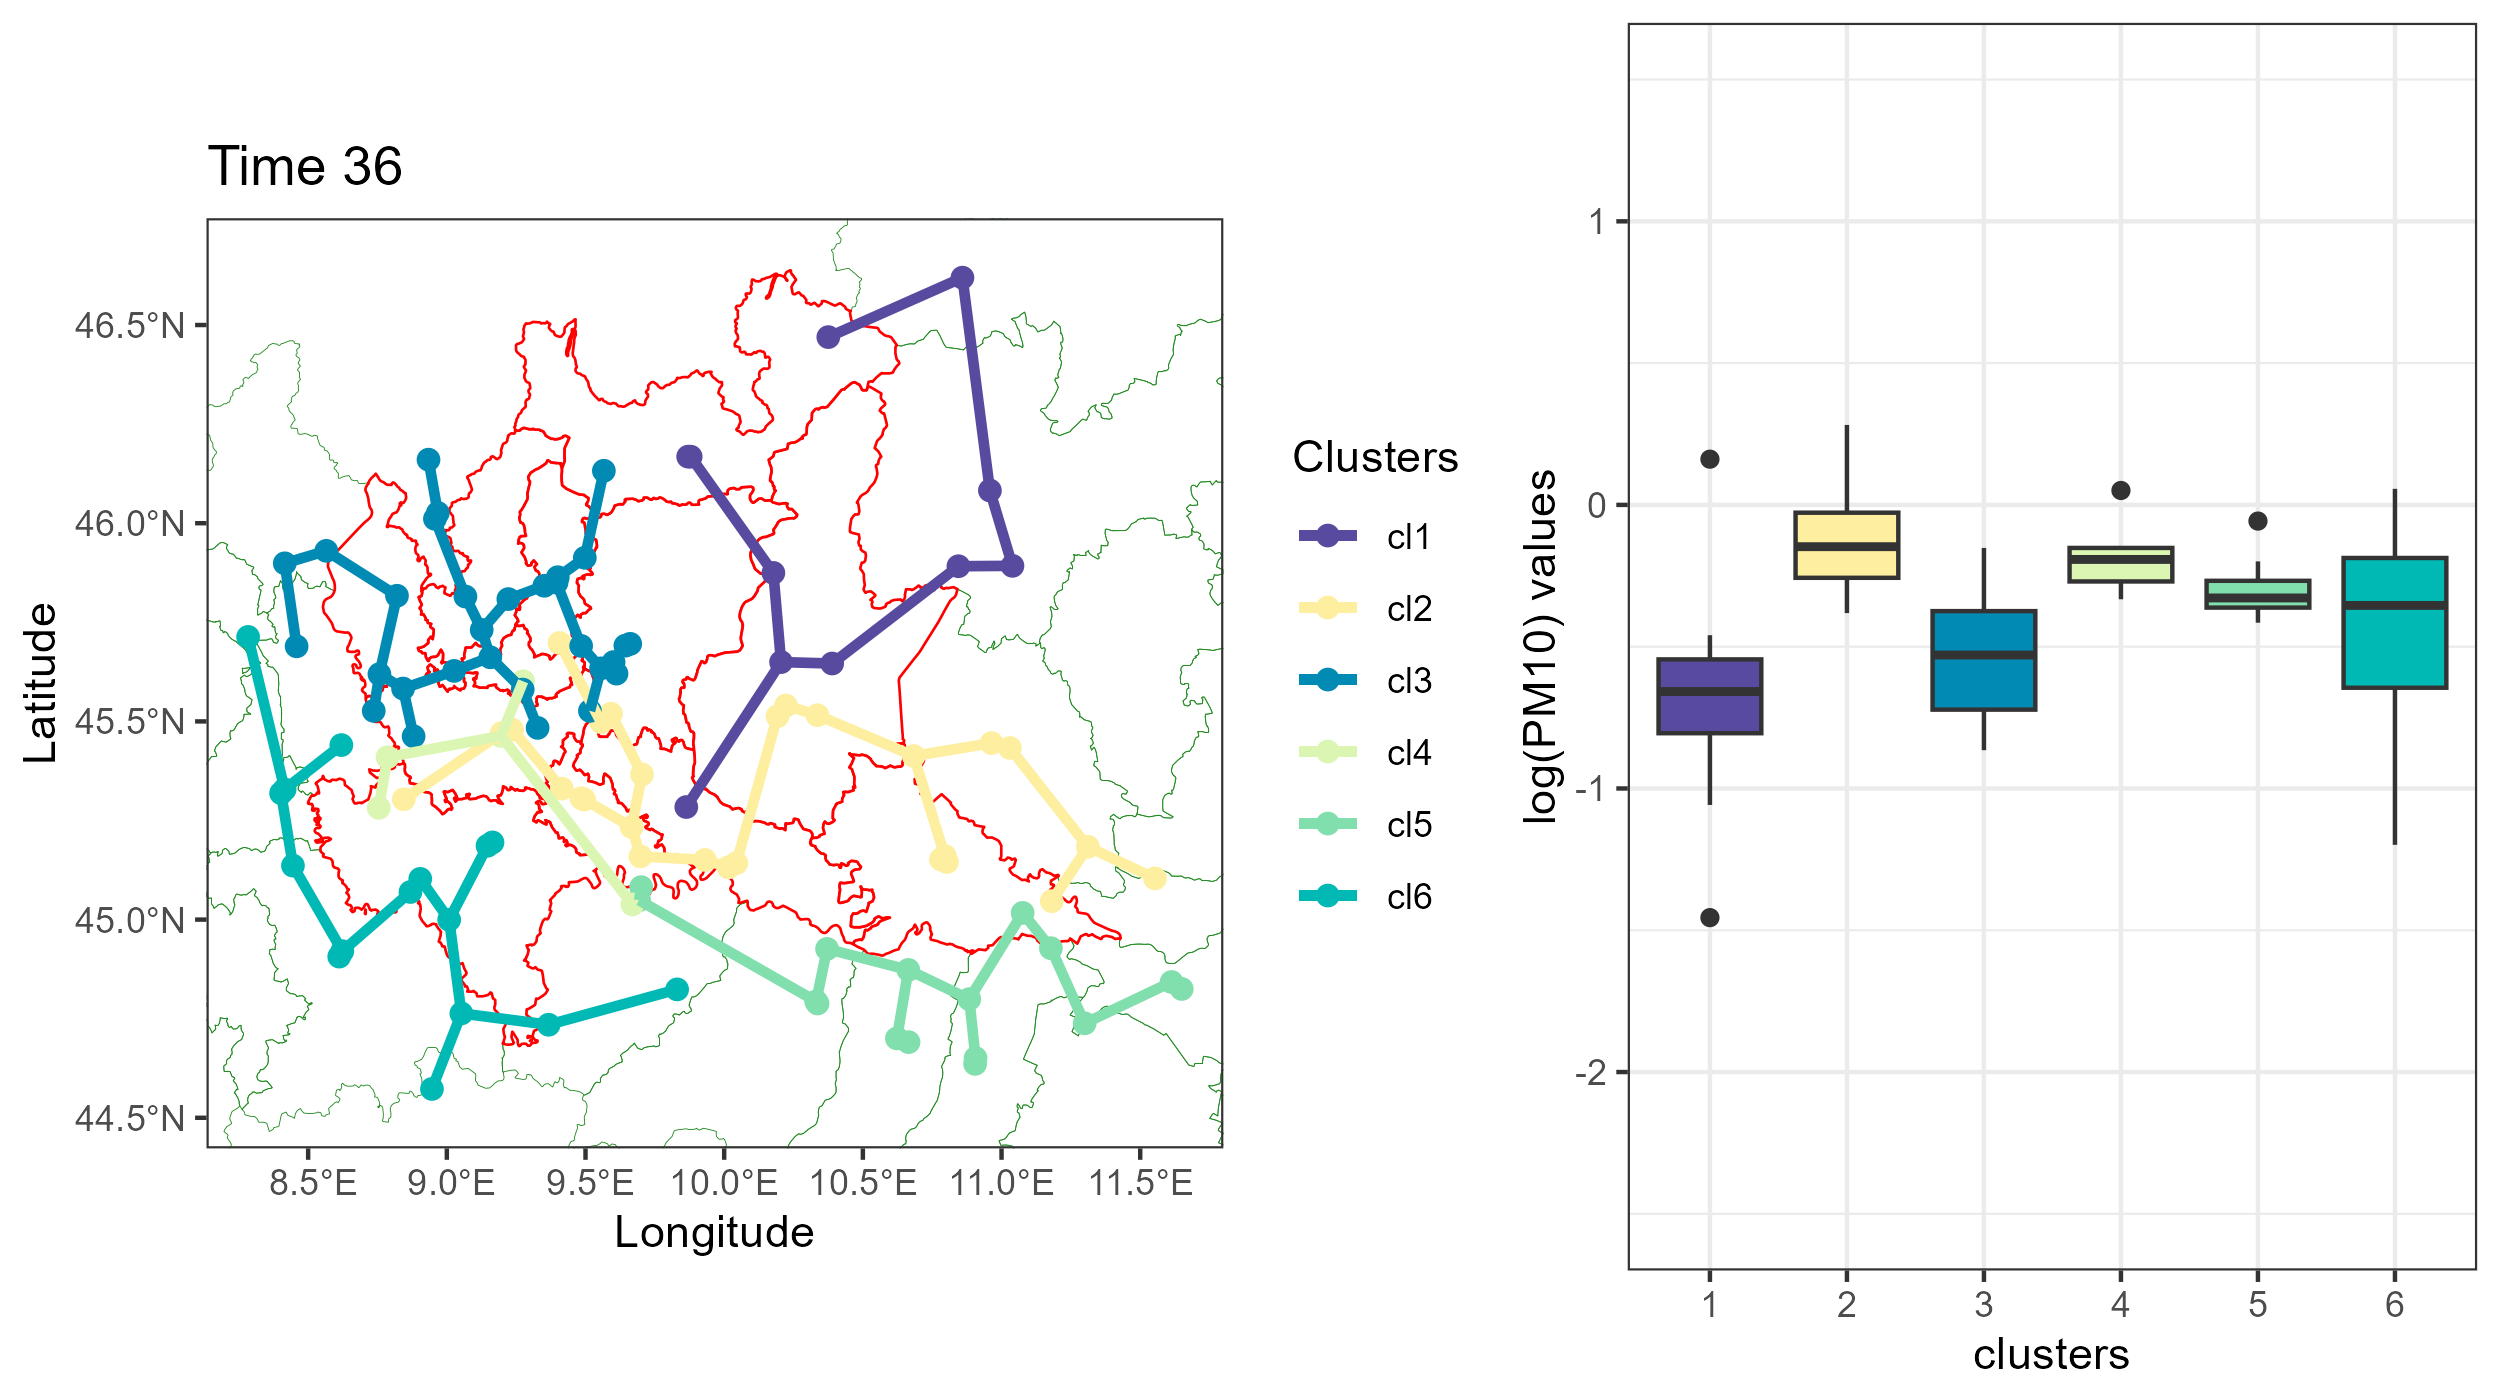 Time 36
Latitude
46.5°N
46.0°N
45.5°N
45.0°N
44.5°N
8.5°E 9.0°E 9.5°E 10.0°E 10.5°E 11.0°E 11.5°E
Longitude
Clusters
cl1
cl2
cl3
cl4
cl5
cl6
log(PM10) values
1
0
-1
-2
1 2 3 4 5 6
clusters